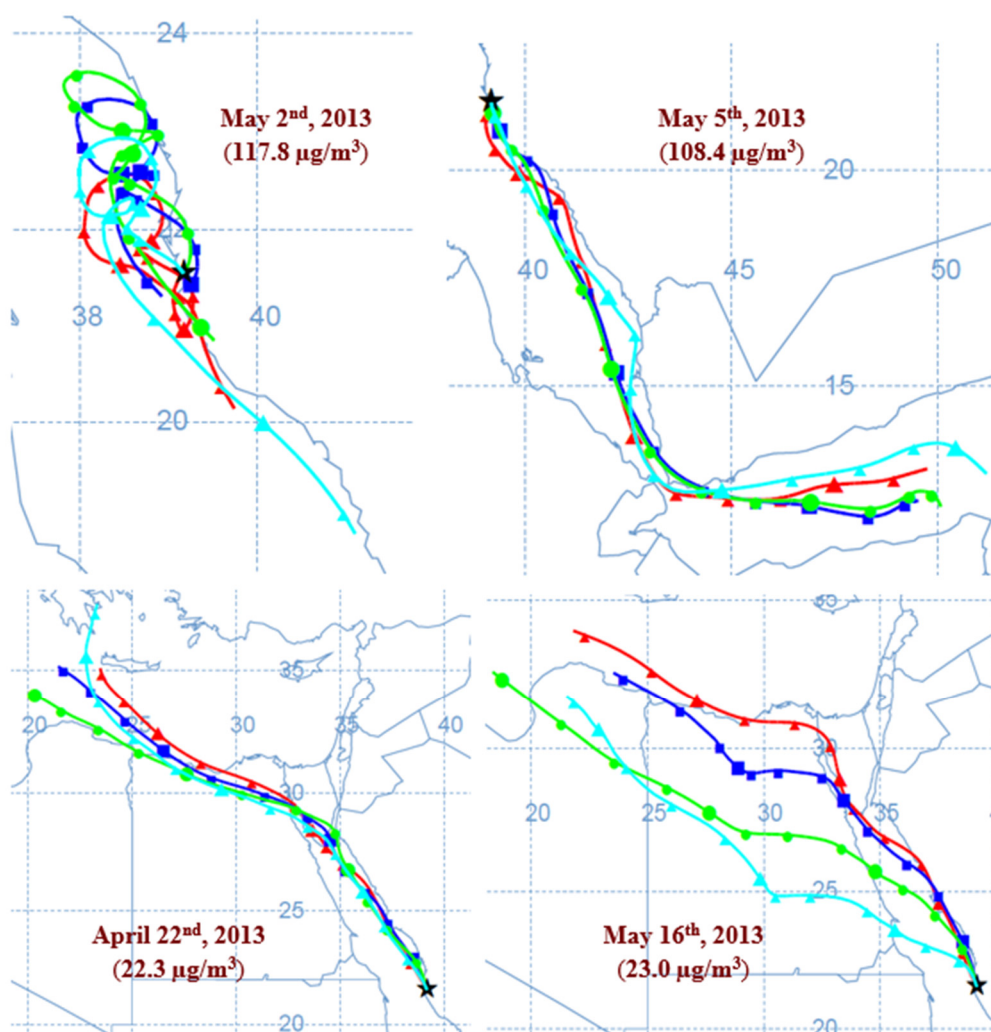 24
May 2nd, 2013
(117.8 µg/m3)
22
38 40
20
May 5th, 2013
(108.4 µg/m3)
20
40 45 50
15
35
20 25 30 35 40
30
25
April 22nd, 2013
(22.3 µg/m3)
20
35
30
20 25 30 35
25
May 16th, 2013
(23.0 µg/m3)
20